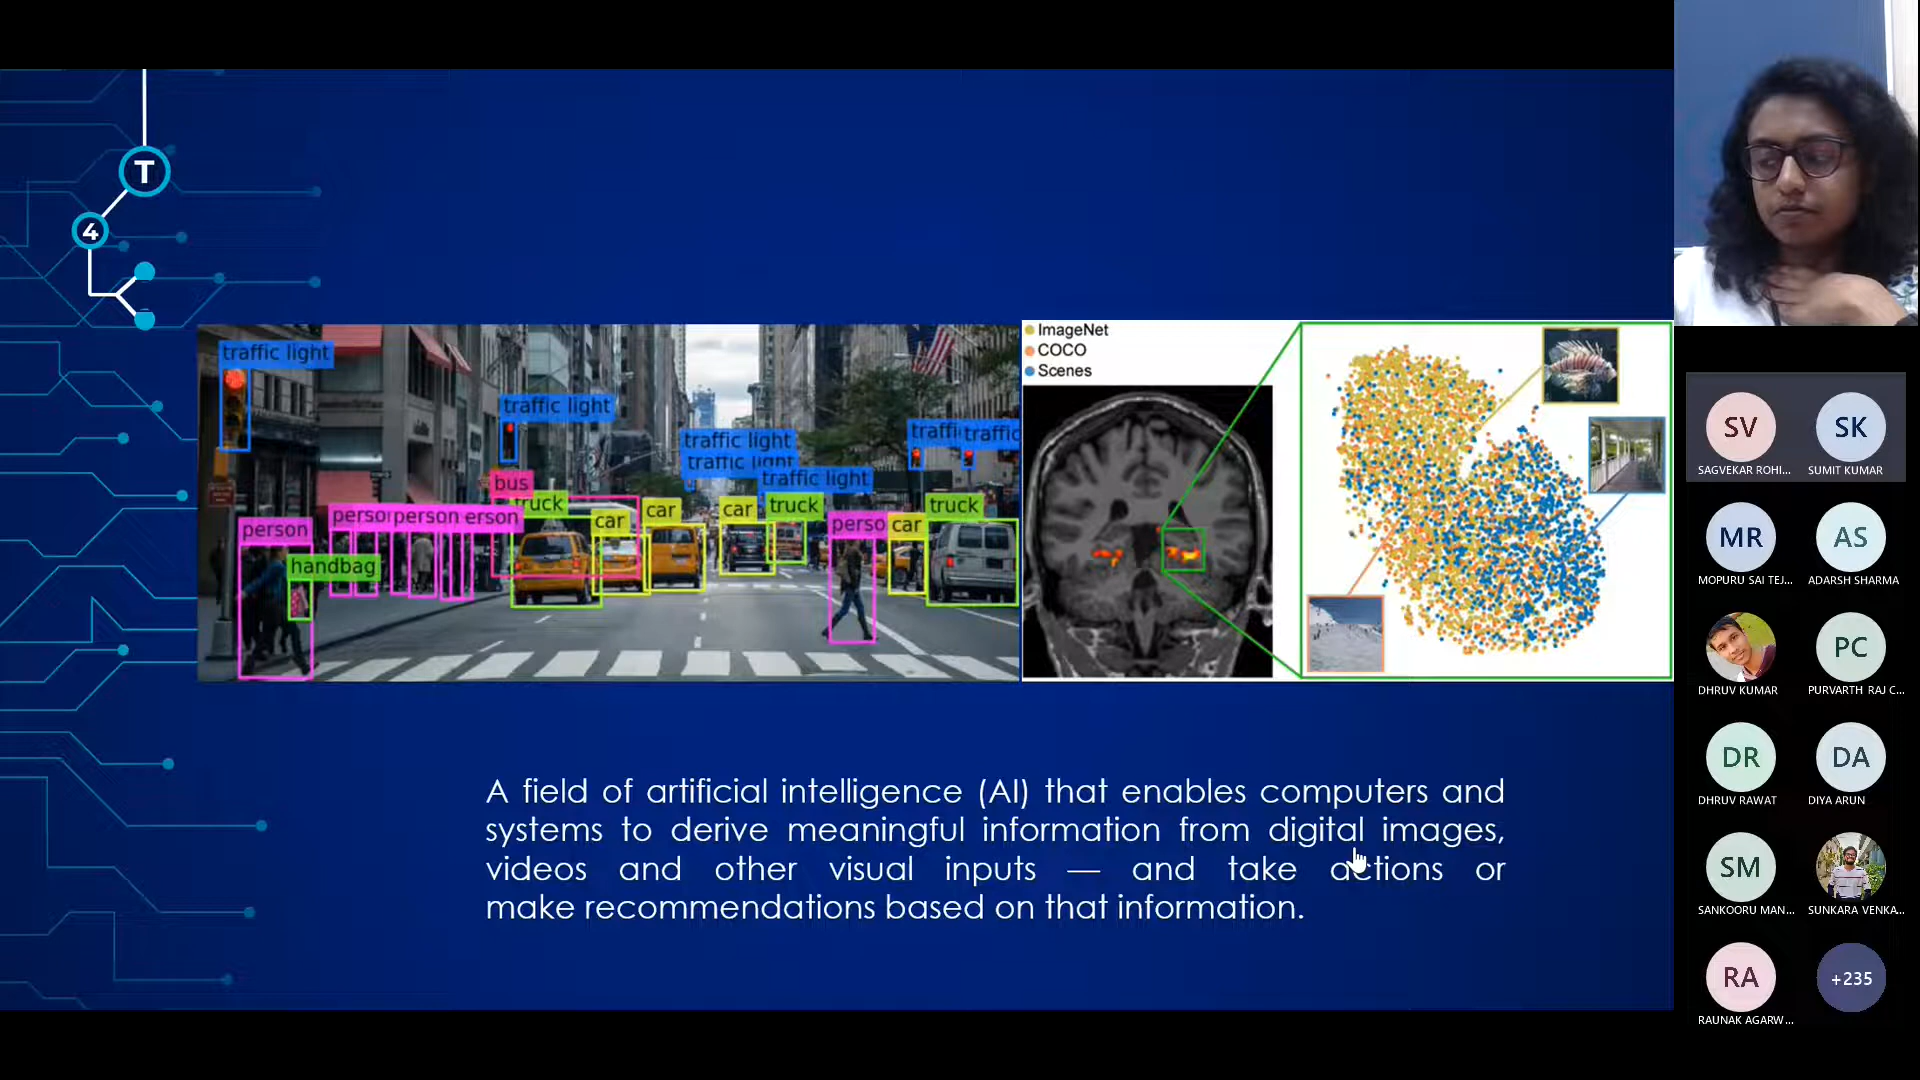 T
4
traffic light
traffic light
traffic light
traffic light
traffic light
traffi
traffic
bus
truck
car
car
car
truck
truck
person
person
person
erson
handbag
perso
car
ImageNet
COCO
Scenes
A field of artificial intelligence (AI) that enables computers and
systems to derive meaningful information from digital images,
videos and other visual inputs — and take actions or
make recommendations based on that information.
SV
SAGVEKAR ROHI...
SK
SUMIT KUMAR
MR
MOPURU SAI TEJ...
AS
ADARSH SHARMA
DHRUV KUMAR
PC
PURVARTH RAJ C...
DR
DHRUV RAWAT
DA
DIYA ARUN
SM
SANKOORU MAN...
SUNKARA VENKA...
RA
RAUNAK AGARW...
+235